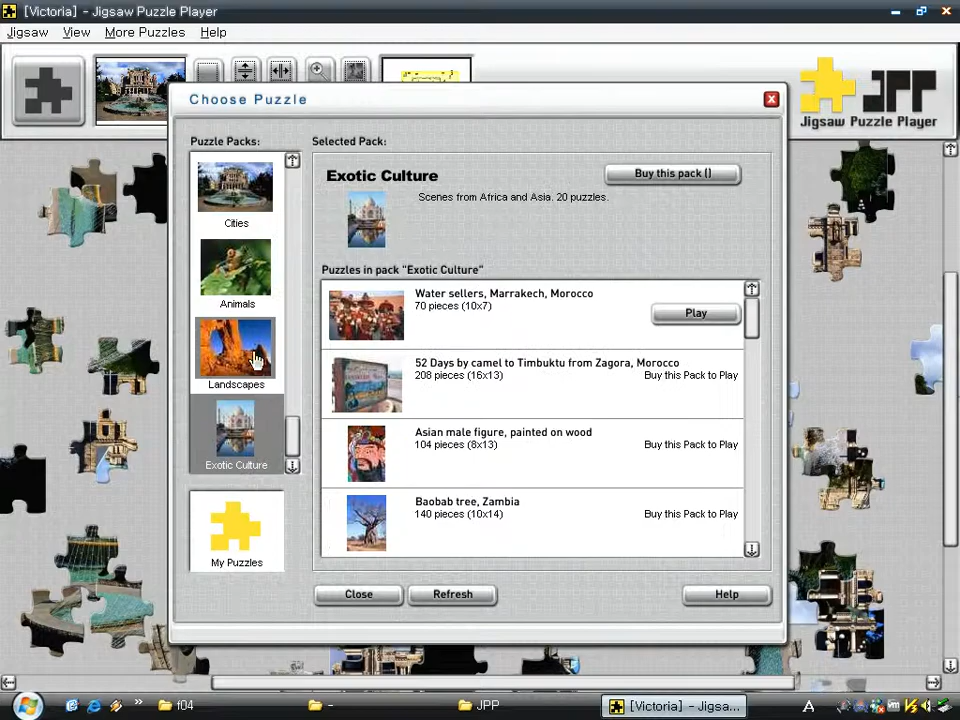 [Victoria] - Jigsaw Puzzle Player
Jigsaw View More Puzzles Help
JPP
Jigsaw Puzzle Player
Choose Puzzle
Puzzle Packs:
Cities
Animals
Landscapes
Exotic Culture
My Puzzles
Selected Pack:
Exotic Culture
Buy this pack ()
Scenes from Africa and Asia. 20 puzzles.
Puzzles in pack "Exotic Culture"
Water sellers, Marrakech, Morocco
70 pieces (10x7)
Play
52 Days by camel to Timbuktu from Zagora, Morocco
208 pieces (16x13)
Buy this Pack to Play
Asian male figure, painted on wood
104 pieces (8x13)
Buy this Pack to Play
Baobab tree, Zambia
140 pieces (10x14)
Buy this Pack to Play
Close
Refresh
Help
f04
-
JPP
[Victoria] - Jigsa...
A